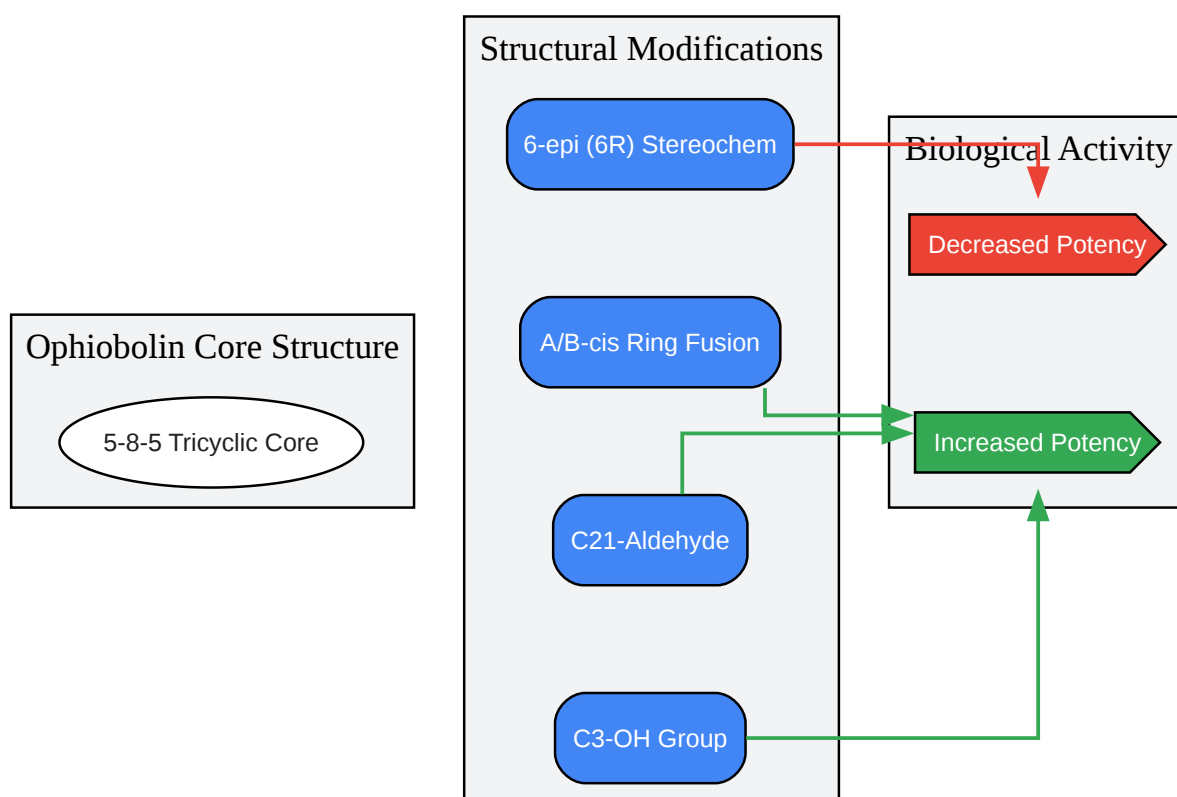 Structural Modifications
6-epi (6R) Stereochem
Biological Activity
Decreased Potency
Ophiobolin Core Structure
A/B-cis Ring Fusion
5-8-5 Tricyclic Core
Increased Potency
C21-Aldehyde
C3-OH Group